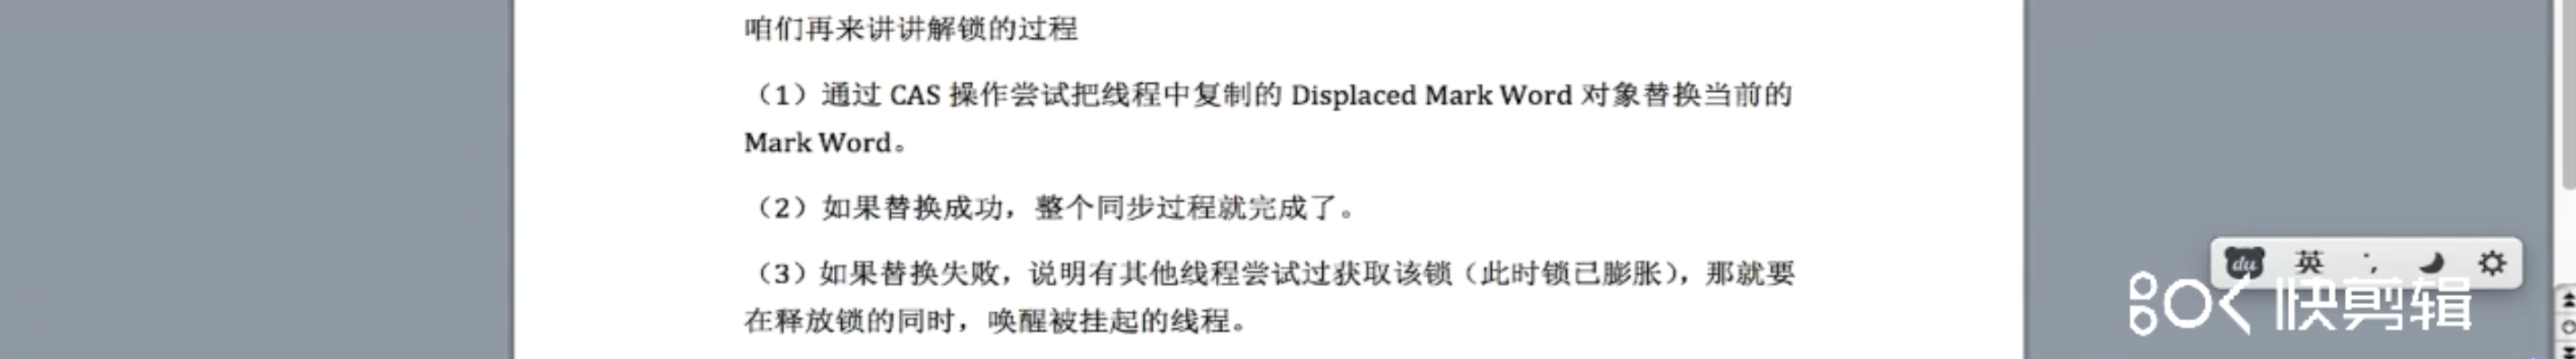 咱们再来讲讲解锁的过程
（1）通过 CAS 操作尝试把线程中复制的 Displaced Mark Word 对象替换当前的
Mark Word。
（2）如果替换成功，整个同步过程就完成了。
（3）如果替换失败，说明有其他线程尝试过获取该锁（此时锁已膨胀），那就要
在释放锁的同时，唤醒被挂起的线程。
du 英 ·,
快剪辑